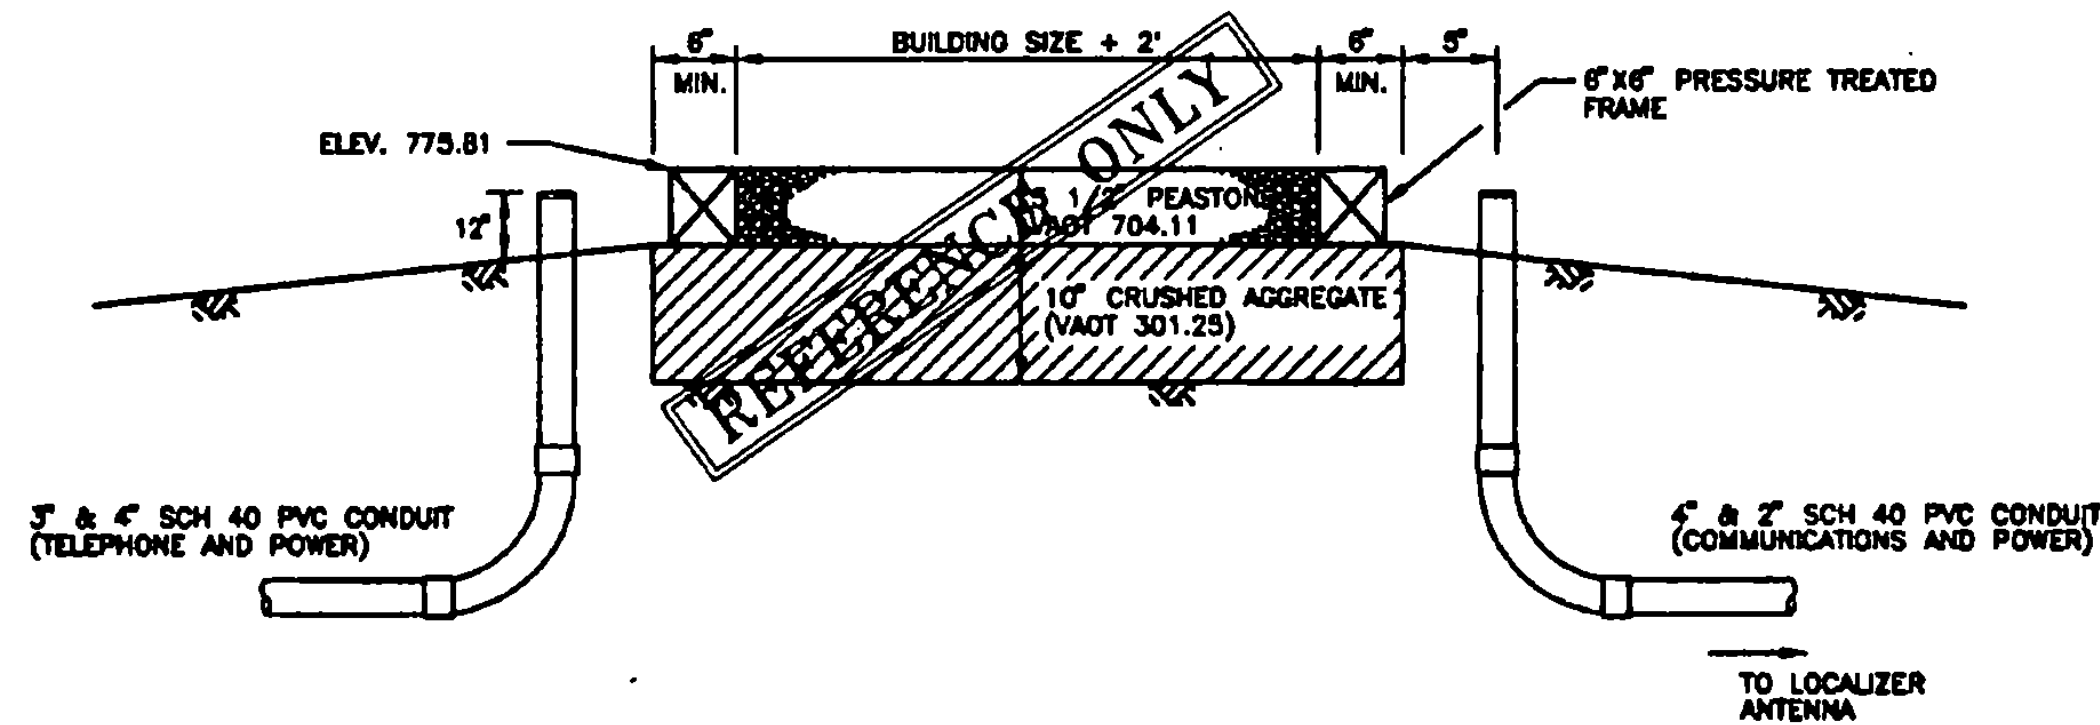 6"
BUILDING SIZE + 2'
6"
5"
MIN.
MIN.
6"X6" PRESSURE TREATED
FRAME
ELEV. 775.81
12"
5 1/2" PEASTONE
VAOT 704.11
10" CRUSHED AGGREGATE
(VAOT 301.25)
REFERENCE ONLY
3" & 4" SCH 40 PVC CONDUIT
(TELEPHONE AND POWER)
4" & 2" SCH 40 PVC CONDUIT
(COMMUNICATIONS AND POWER)
TO LOCALIZER
ANTENNA